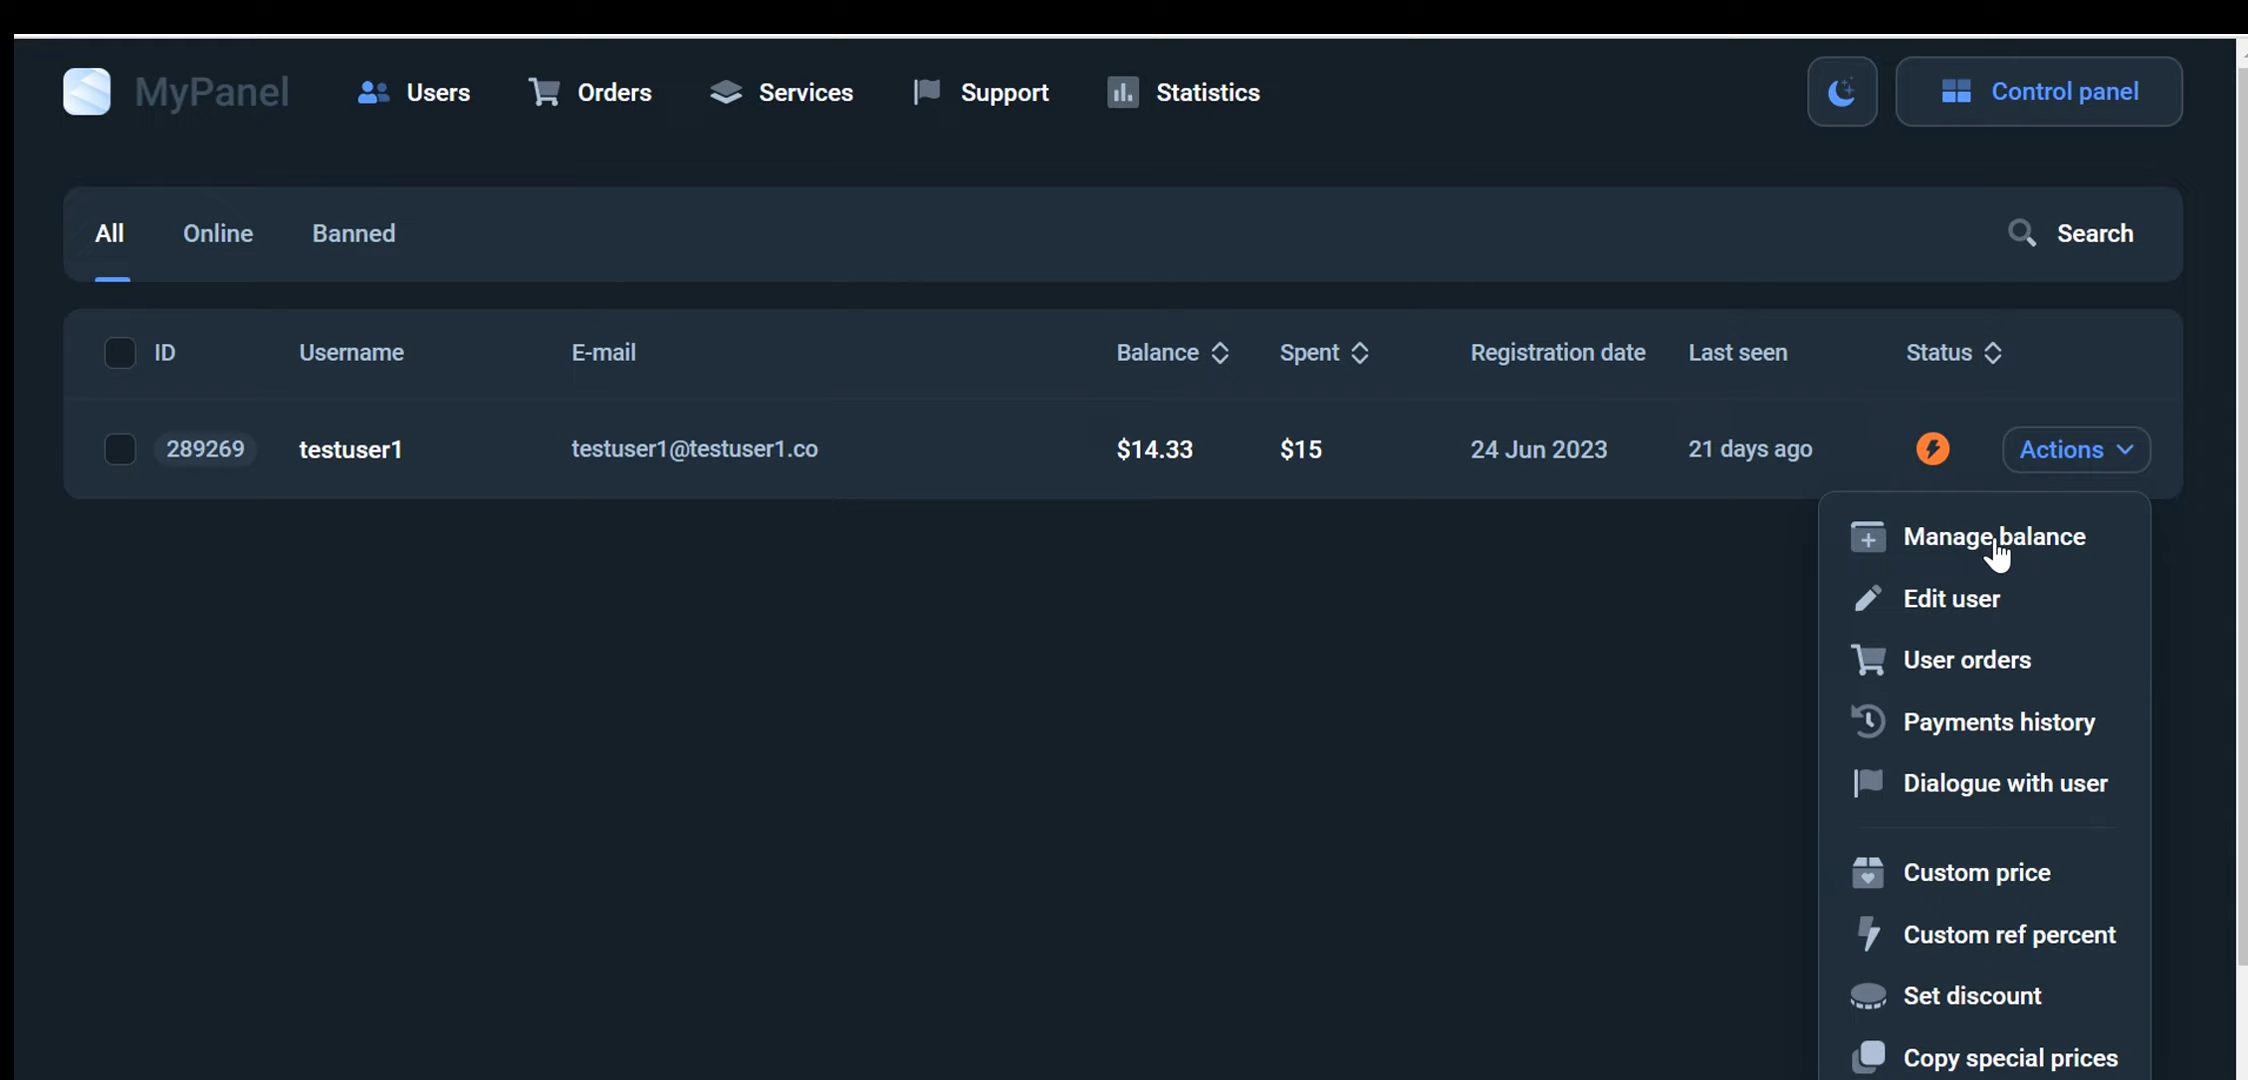 MyPanel Users Orders Services Support Statistics Control panel
All Online Banned Search
ID Username E-mail Balance Spent Registration date Last seen Status
289269 testuser1 testuser1@testuser1.co $14.33 $15 24 Jun 2023 21 days ago Actions
Manage balance
Edit user
User orders
Payments history
Dialogue with user
Custom price
Custom ref percent
Set discount
Copy special prices